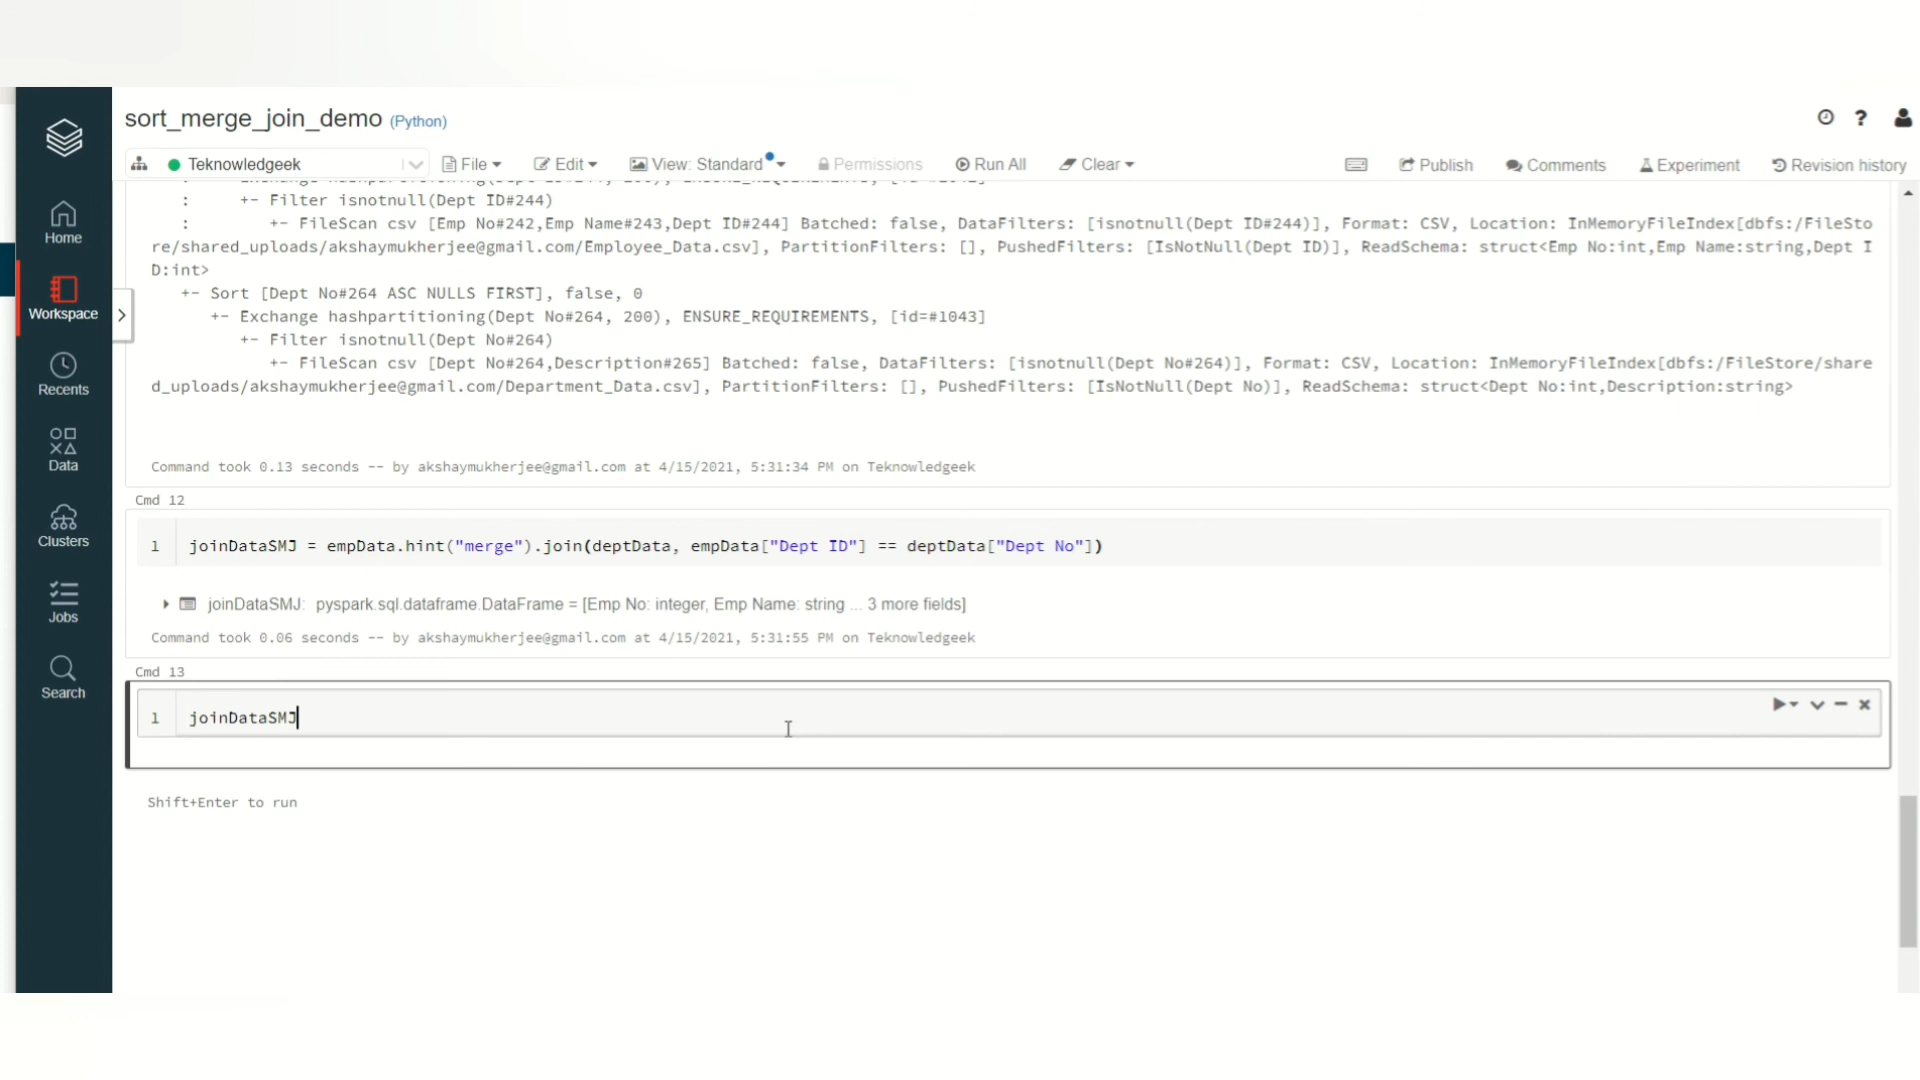 sort_merge_join_demo (Python)
Teknowledgeek
File
Edit
View: Standard
Permissions
Run All
Clear
Publish
Comments
Experiment
Revision history
Home
Workspace
Recents
Data
Clusters
Jobs
Search
: +- Filter isnotnull(Dept ID#244)
: +- FileScan csv [Emp No#242,Emp Name#243,Dept ID#244] Batched: false, DataFilters: [isnotnull(Dept ID#244)], Format: CSV, Location: InMemoryFileIndex[dbfs:/FileSto
re/shared_uploads/akshaymukherjee@gmail.com/Employee_Data.csv], PartitionFilters: [], PushedFilters: [IsNotNull(Dept ID)], ReadSchema: struct<Emp No:int,Emp Name:string,Dept I
D:int>
+- Sort [Dept No#264 ASC NULLS FIRST], false, 0
+- Exchange hashpartitioning(Dept No#264, 200), ENSURE_REQUIREMENTS, [id=#1043]
+- Filter isnotnull(Dept No#264)
+- FileScan csv [Dept No#264,Description#265] Batched: false, DataFilters: [isnotnull(Dept No#264)], Format: CSV, Location: InMemoryFileIndex[dbfs:/FileStore/share
d_uploads/akshaymukherjee@gmail.com/Department_Data.csv], PartitionFilters: [], PushedFilters: [IsNotNull(Dept No)], ReadSchema: struct<Dept No:int,Description:string>
Command took 0.13 seconds -- by akshaymukherjee@gmail.com at 4/15/2021, 5:31:34 PM on Teknowledgeek
Cmd 12
1 joinDataSMJ = empData.hint("merge").join(deptData, empData["Dept ID"] == deptData["Dept No"])
joinDataSMJ: pyspark.sql.dataframe.DataFrame = [Emp No: integer, Emp Name: string ... 3 more fields]
Command took 0.06 seconds -- by akshaymukherjee@gmail.com at 4/15/2021, 5:31:55 PM on Teknowledgeek
Cmd 13
1 joinDataSMJ
Shift+Enter to run